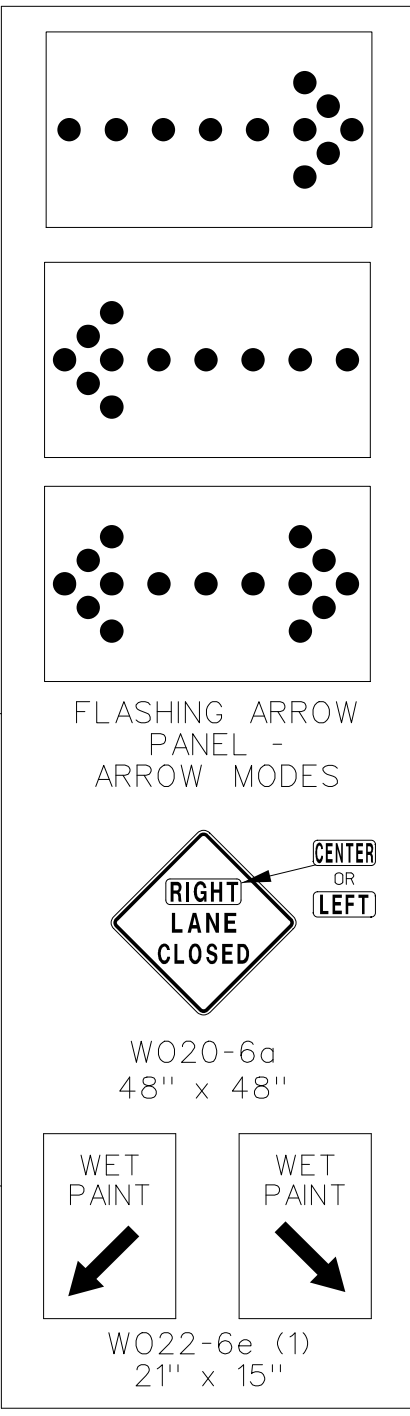 FLASHING ARROW
PANEL -
ARROW MODES
RIGHT
LANE
CLOSED
CENTER
OR
LEFT
WO20-6a
48" x 48"
WET
PAINT
WET
PAINT
WO22-6e (1)
21" x 15"